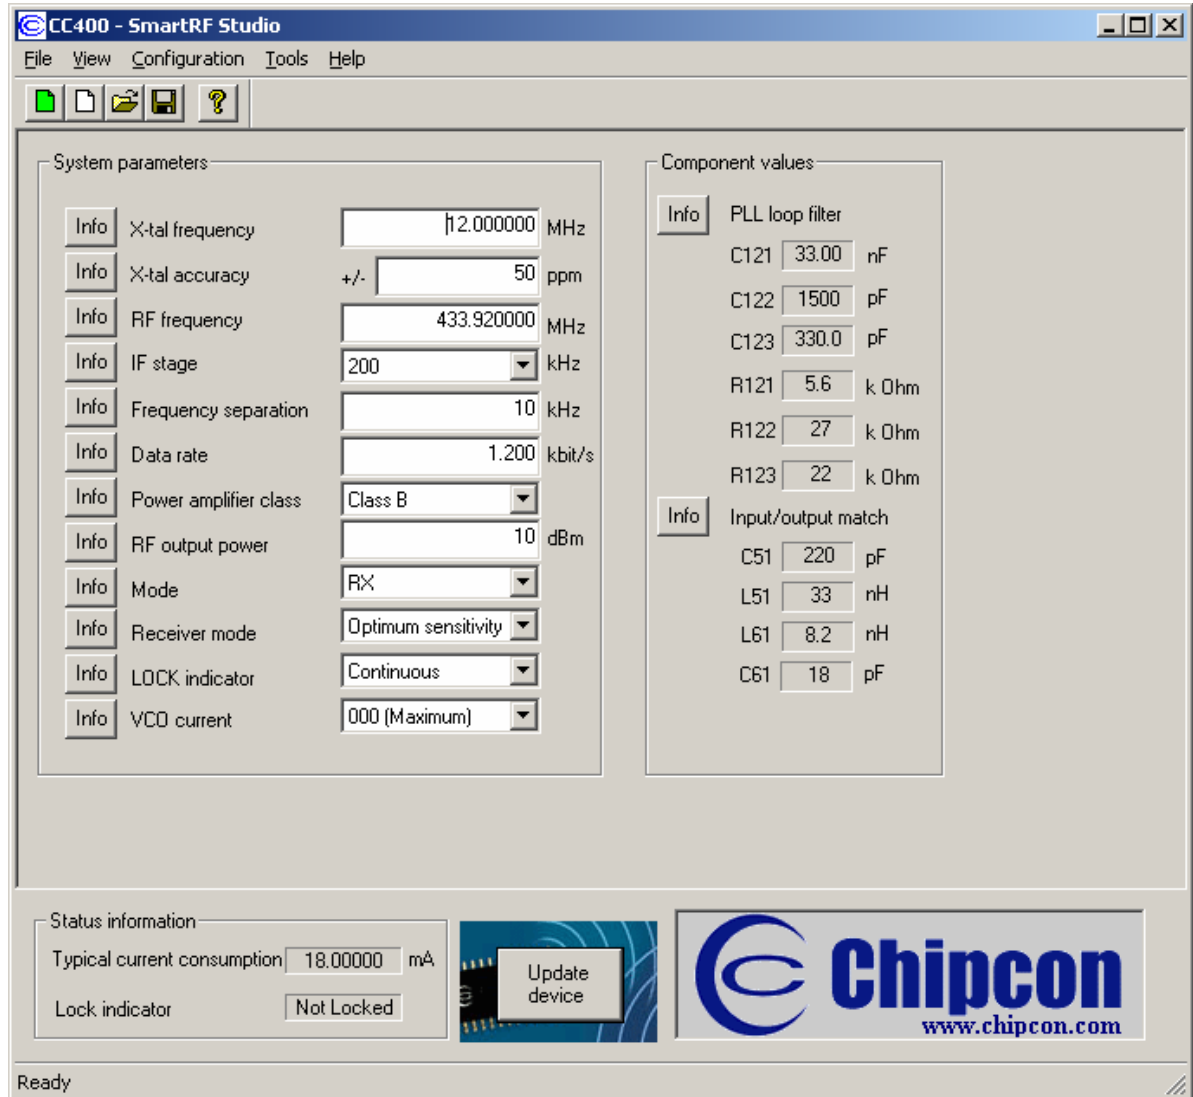 CC400 - SmartRF Studio
File View Configuration Tools Help
System parameters
Info X-tal frequency 12.000000 MHz
Info X-tal accuracy +/- 50 ppm
Info RF frequency 433.920000 MHz
Info IF stage 200 kHz
Info Frequency separation 10 kHz
Info Data rate 1.200 kbit/s
Info Power amplifier class Class B
Info RF output power 10 dBm
Info Mode RX
Info Receiver mode Optimum sensitivity
Info LOCK indicator Continuous
Info VCO current 000 (Maximum)
Component values
Info PLL loop filter
C121 33.00 nF
C122 1500 pF
C123 330.0 pF
R121 5.6 k Ohm
R122 27 k Ohm
R123 22 k Ohm
Info Input/output match
C51 220 pF
L51 33 nH
L61 8.2 nH
C61 18 pF
Status information
Typical current consumption 18.00000 mA
Lock indicator Not Locked
Update
device
Chipcon
www.chipcon.com
Ready